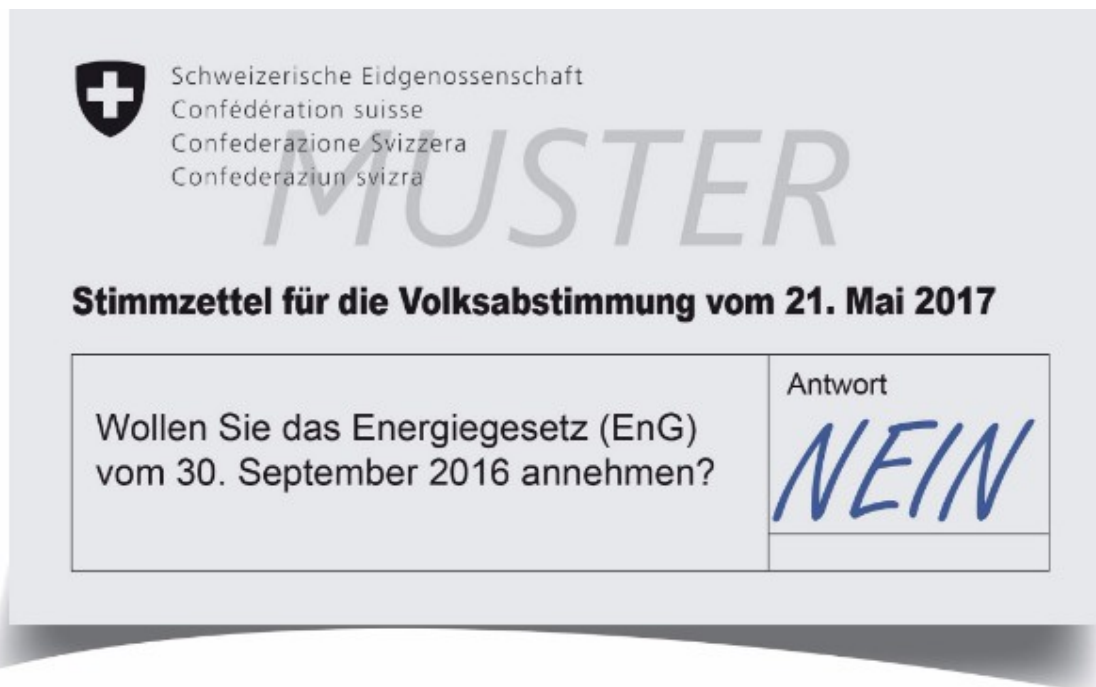 Schweizerische Eidgenossenschaft
Confédération suisse
Confederazione Svizzera
Confederaziun svizra
MUSTER
Stimmzettel für die Volksabstimmung vom 21. Mai 2017
Wollen Sie das Energiegesetz (EnG)
vom 30. September 2016 annehmen?
Antwort
NEIN